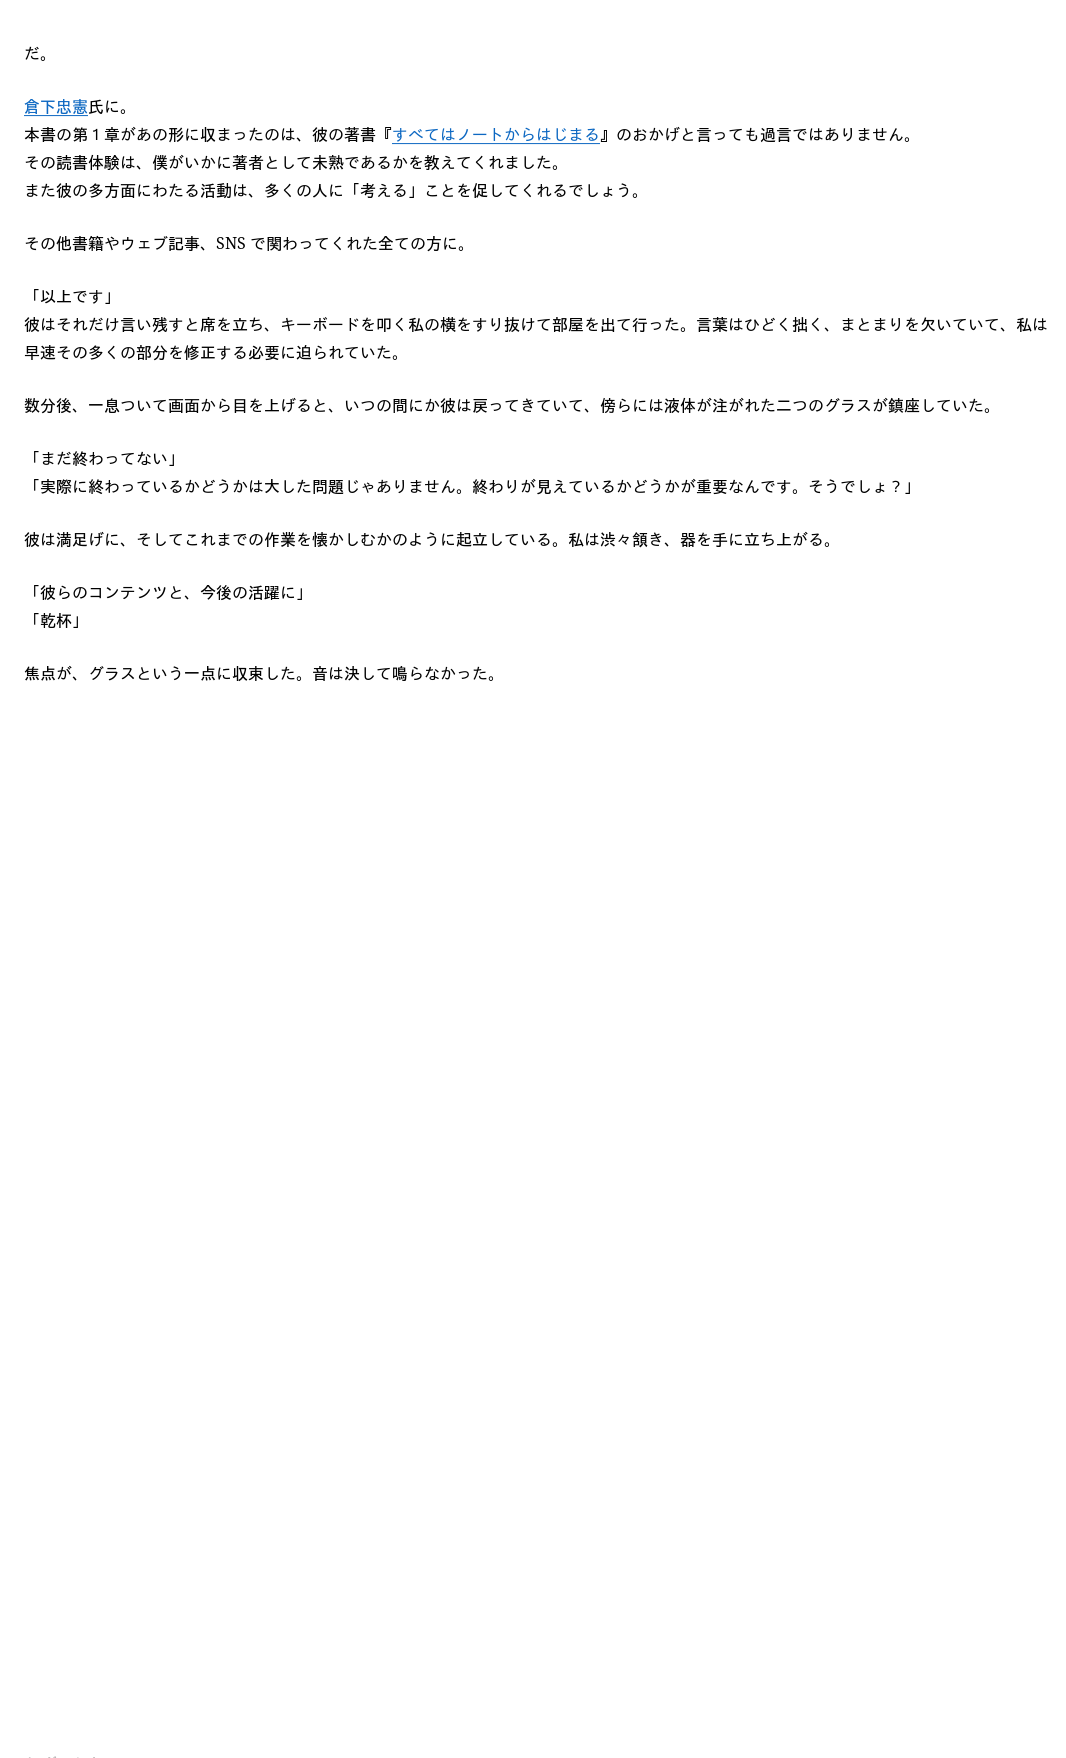 だ。
倉下忠憲氏に。
本書の第１章があの形に収まったのは、彼の著書『すべてはノートからはじまる』のおかげと言っても過言ではありません。
その読書体験は、僕がいかに著者として未熟であるかを教えてくれました。
また彼の多方面にわたる活動は、多くの人に「考える」ことを促してくれるでしょう。
その他書籍やウェブ記事、SNS で関わってくれた全ての方に。
「以上です」
彼はそれだけ言い残すと席を立ち、キーボードを叩く私の横をすり抜けて部屋を出て行った。言葉はひどく拙く、まとまりを欠いていて、私は
早速その多くの部分を修正する必要に迫られていた。
数分後、一息ついて画面から目を上げると、いつの間にか彼は戻ってきていて、傍らには液体が注がれた二つのグラスが鎮座していた。
「まだ終わってない」
「実際に終わっているかどうかは大した問題じゃありません。終わりが見えているかどうかが重要なんです。そうでしょ？」
彼は満足げに、そしてこれまでの作業を懐かしむかのように起立している。私は渋々頷き、器を手に立ち上がる。
「彼らのコンテンツと、今後の活躍に」
「乾杯」
焦点が、グラスという一点に収束した。音は決して鳴らなかった。